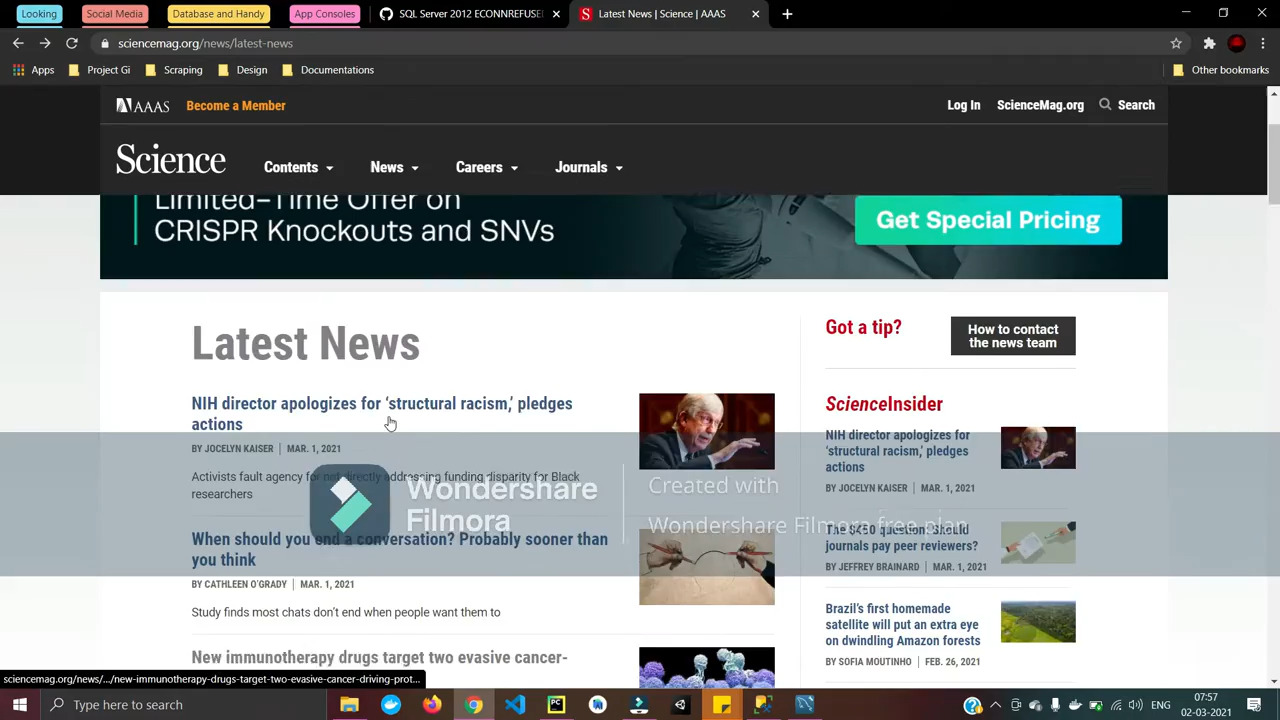 Looking
Social Media
Database and Handy
App Consoles
SQL Server 2012 ECONNREFUSE
Latest News | Science | AAAS
sciencemag.org/news/latest-news
Apps
Project Gi
Scraping
Design
Documentations
Other bookmarks
AAAS
Become a Member
Log In
ScienceMag.org
Search
Science
Contents
News
Careers
Journals
Limited-Time Offer on
CRISPR Knockouts and SNVs
Get Special Pricing
Latest News
NIH director apologizes for ‘structural racism,’ pledges
actions
BY JOCELYN KAISER | MAR. 1, 2021
Activists fault agency for not directly addressing funding disparity for Black
researchers
When should you end a conversation? Probably sooner than
you think
BY CATHLEEN O'GRADY | MAR. 1, 2021
Study finds most chats don’t end when people want them to
New immunotherapy drugs target two evasive cancer-
Got a tip?
How to contact
the news team
ScienceInsider
NIH director apologizes for
‘structural racism,’ pledges
actions
BY JOCELYN KAISER | MAR. 1, 2021
The $450 question: Should
journals pay peer reviewers?
BY JEFFREY BRAINARD | MAR. 1, 2021
Brazil’s first homemade
satellite will put an extra eye
on dwindling Amazon forests
BY SOFIA MOUTINHO | FEB. 26, 2021
Wondershare
Filmora
Created with
Wondershare Filmora free plan
sciencemag.org/news/.../new-immunotherapy-drugs-target-two-evasive-cancer-driving-prot...
Type here to search
ENG
07:57
02-03-2021